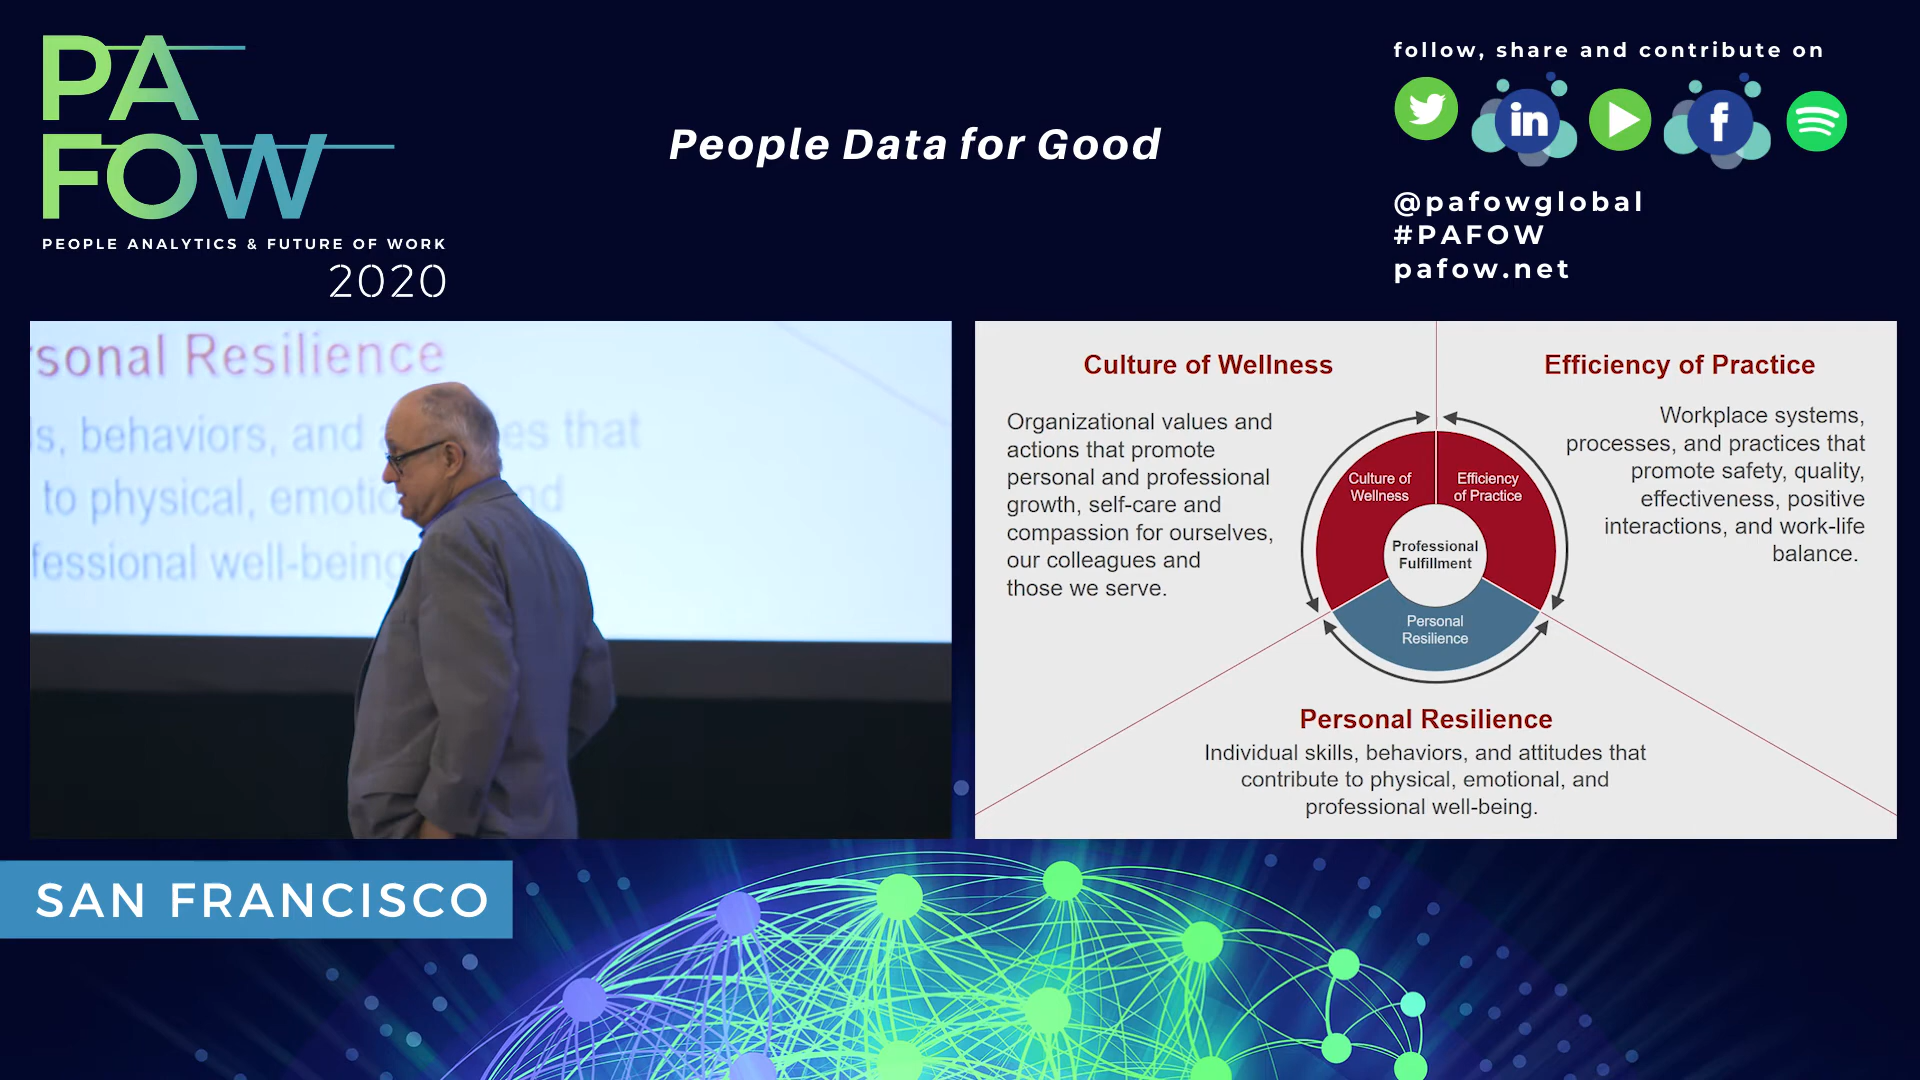 PA
FOW
PEOPLE ANALYTICS & FUTURE OF WORK
2020
People Data for Good
follow, share and contribute on
in
f
@pafowglobal
#PAFOW
pafow.net
sonal Resilience
s, behaviors, and a es that
to physical, emotio nd
fessional well-being
Culture of Wellness
Organizational values and
actions that promote
personal and professional
growth, self-care and
compassion for ourselves,
our colleagues and
those we serve.
Efficiency of Practice
Workplace systems,
processes, and practices that
promote safety, quality,
effectiveness, positive
interactions, and work-life
balance.
Culture of
Wellness
Efficiency
of Practice
Professional
Fulfillment
Personal
Resilience
Personal Resilience
Individual skills, behaviors, and attitudes that
contribute to physical, emotional, and
professional well-being.
SAN FRANCISCO